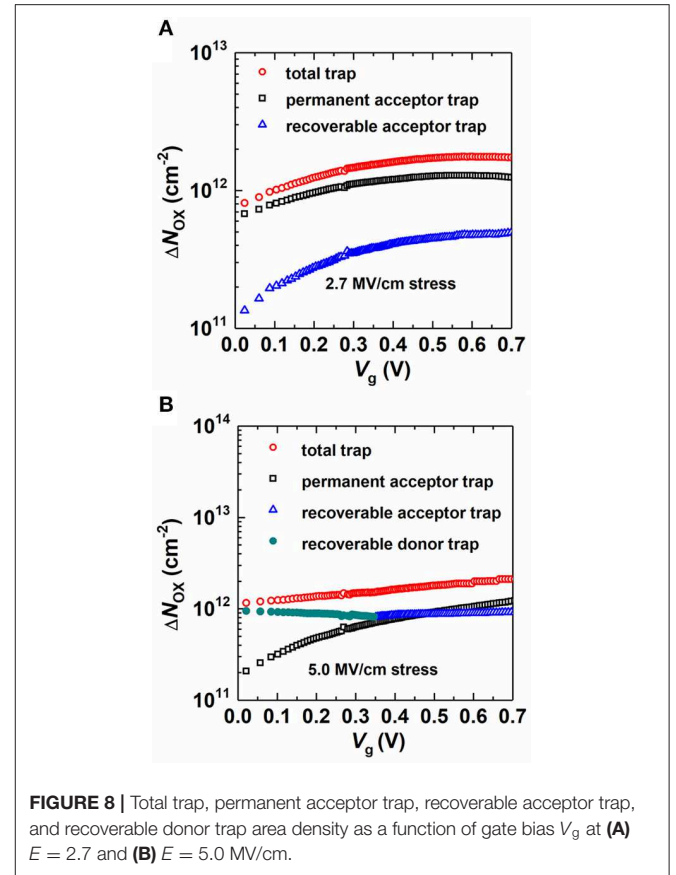 A
10^13
total trap
permanent acceptor trap
recoverable acceptor trap
ΔN_OX (cm^-2)
10^12
2.7 MV/cm stress
10^11
0.0 0.1 0.2 0.3 0.4 0.5 0.6 0.7
V_g (V)
B
10^14
total trap
permanent acceptor trap
recoverable acceptor trap
recoverable donor trap
10^13
ΔN_OX (cm^-2)
10^12
5.0 MV/cm stress
10^11
0.0 0.1 0.2 0.3 0.4 0.5 0.6 0.7
V_g (V)
FIGURE 8 | Total trap, permanent acceptor trap, recoverable acceptor trap,
and recoverable donor trap area density as a function of gate bias V_g at (A)
E = 2.7 and (B) E = 5.0 MV/cm.